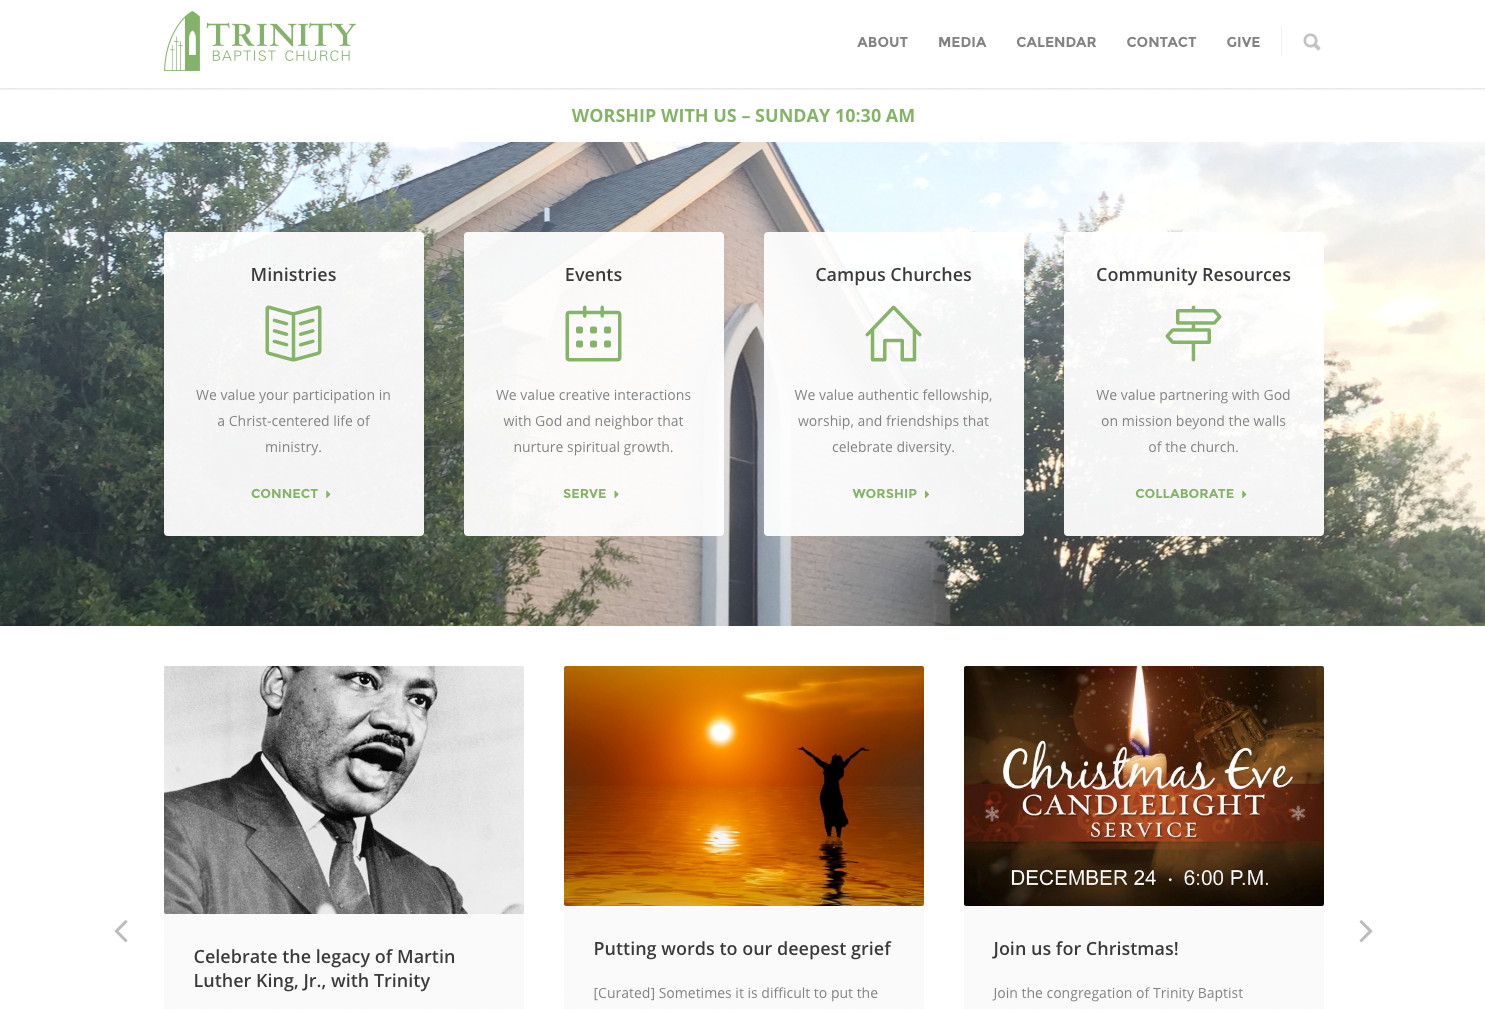 TRINITY
BAPTIST CHURCH
ABOUT
MEDIA
CALENDAR
CONTACT
GIVE
WORSHIP WITH US – SUNDAY 10:30 AM
Ministries
We value your participation in
a Christ-centered life of
ministry.
CONNECT
Events
We value creative interactions
with God and neighbor that
nurture spiritual growth.
SERVE
Campus Churches
We value authentic fellowship,
worship, and friendships that
celebrate diversity.
WORSHIP
Community Resources
We value partnering with God
on mission beyond the walls
of the church.
COLLABORATE
Celebrate the legacy of Martin
Luther King, Jr., with Trinity
Putting words to our deepest grief
[Curated] Sometimes it is difficult to put the
Christmas Eve
CANDLELIGHT
SERVICE
DECEMBER 24 · 6:00 P.M.
Join us for Christmas!
Join the congregation of Trinity Baptist